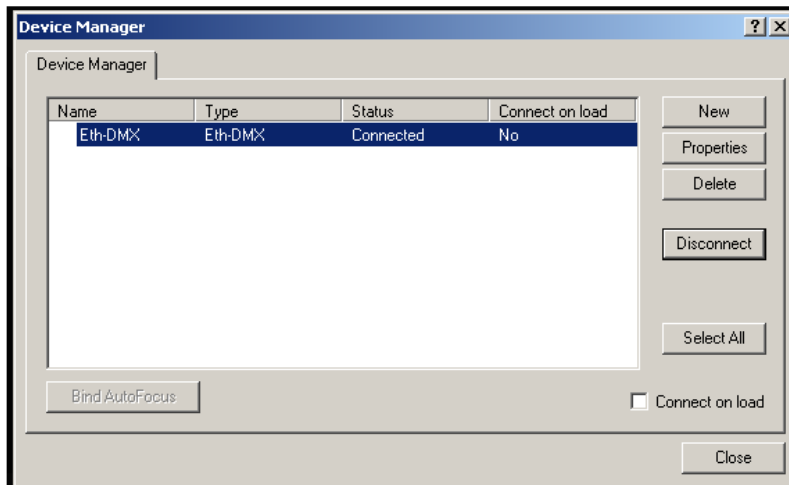 Device Manager
Device Manager
Name Type Status Connect on load
Eth-DMX Eth-DMX Connected No
New
Properties
Delete
Disconnect
Select All
Bind AutoFocus
Connect on load
Close